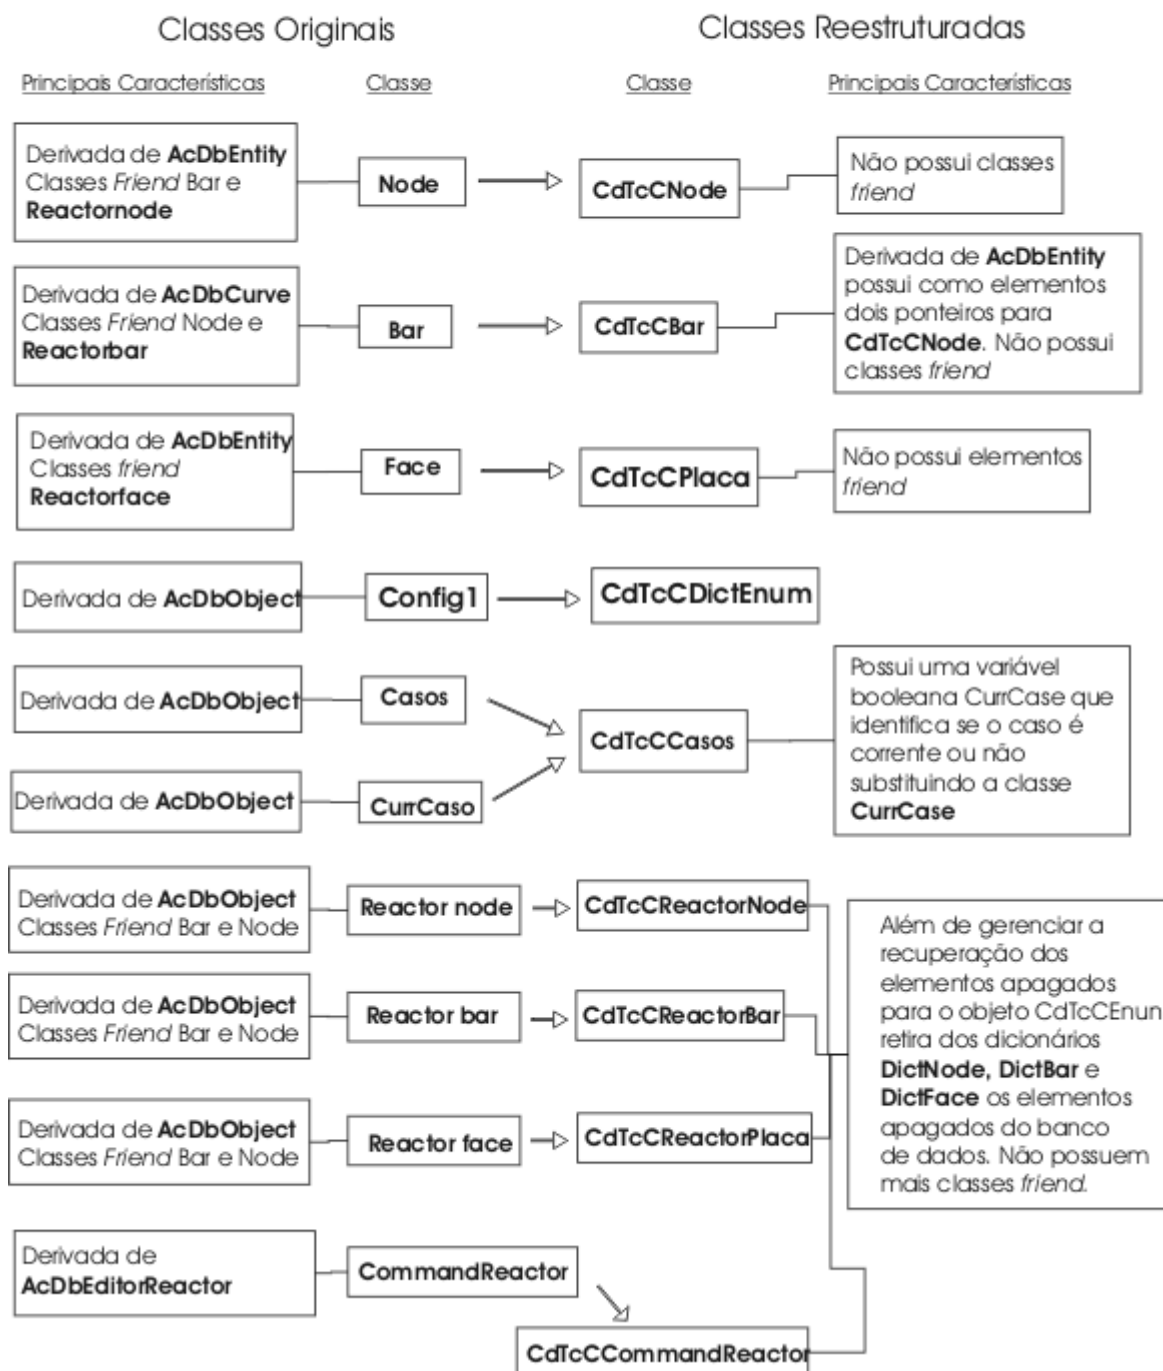 Classes Originais
Classes Reestruturadas
Principais Características
Classe
Classe
Principais Características
Derivada de AcDbEntity
Classes Friend Bar e
Reactornode
Node
CdTcCNode
Não possui classes
friend
Derivada de AcDbCurve
Classes Friend Node e
Reactorbar
Bar
CdTcCBar
Derivada de AcDbEntity
possui como elementos
dois ponteiros para
CdTcCNode. Não possui
classes friend
Derivada de AcDbEntity
Classes friend
Reactorface
Face
CdTcCPlaca
Não possui elementos
friend
Derivada de AcDbObject
Config1
CdTcCDictEnum
Derivada de AcDbObject
Casos
Derivada de AcDbObject
CurrCaso
CdTcCCasos
Possui uma variável
booleana CurrCase que
identifica se o caso é
corrente ou não
substituindo a classe
CurrCase
Derivada de AcDbObject
Classes Friend Bar e Node
Reactor node
CdTcCReactorNode
Derivada de AcDbObject
Classes Friend Bar e Node
Reactor bar
CdTcCReactorBar
Derivada de AcDbObject
Classes Friend Bar e Node
Reactor face
CdTcCReactorPlaca
Além de gerenciar a
recuperação dos
elementos apagados
para o objeto CdTcCEnun
retira dos dicionários
DictNode, DictBar e
DictFace os elementos
apagados do banco
de dados. Não possuem
mais classes friend.
Derivada de
AcDbEditorReactor
CommandReactor
CdTcCCommandReactor